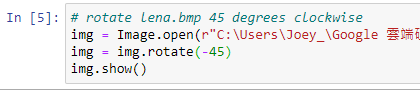 In [5]: # rotate lena.bmp 45 degrees clockwise
img = Image.open(r"C:\Users\Joey_\Google 雲端
img = img.rotate(-45)
img.show()